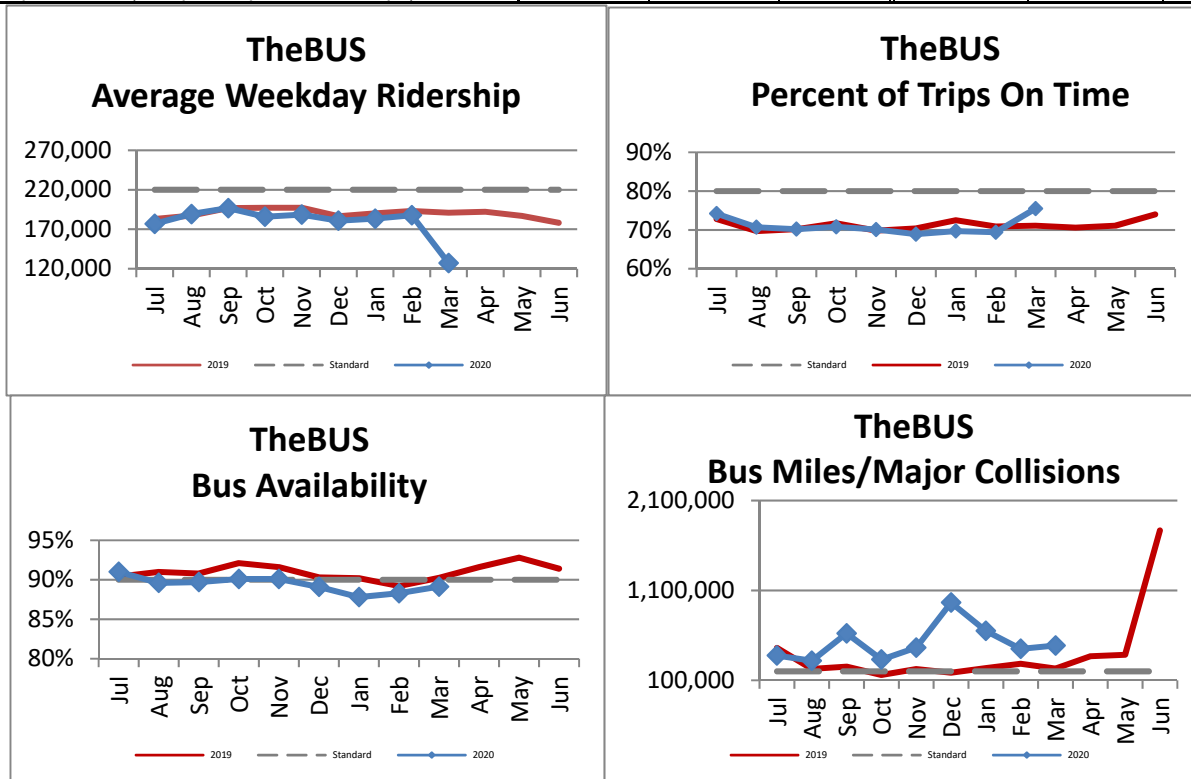 TheBUS
Average Weekday Ridership
270,000
220,000
170,000
120,000
Jul Aug Sep Oct Nov Dec Jan Feb Mar Apr May Jun
2019 Standard 2020
TheBUS
Percent of Trips On Time
90%
80%
70%
60%
Jul Aug Sep Oct Nov Dec Jan Feb Mar Apr May Jun
Standard 2019 2020
TheBUS
Bus Availability
95%
90%
85%
80%
Jul Aug Sep Oct Nov Dec Jan Feb Mar Apr May Jun
2019 Standard 2020
TheBUS
Bus Miles/Major Collisions
2,100,000
1,100,000
100,000
Jul Aug Sep Oct Nov Dec Jan Feb Mar Apr May Jun
2019 Standard 2020